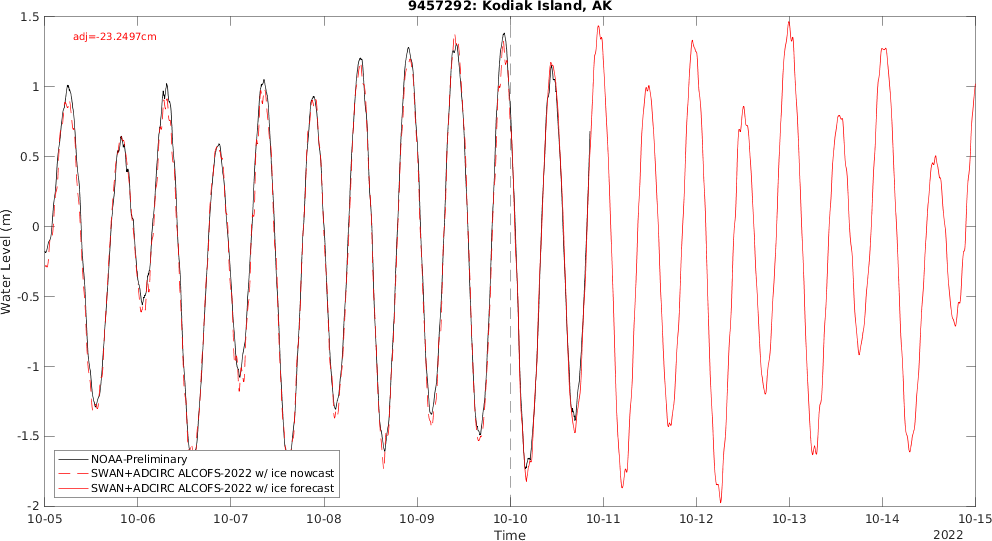 9457292: Kodiak Island, AK
adj=-23.2497cm
1.5
1
0.5
0
-0.5
-1
-1.5
-2
Water Level (m)
NOAA-Preliminary
SWAN+ADCIRC ALCOFS-2022 w/ ice nowcast
SWAN+ADCIRC ALCOFS-2022 w/ ice forecast
10-05 10-06 10-07 10-08 10-09 10-10 10-11 10-12 10-13 10-14 10-15
Time
2022